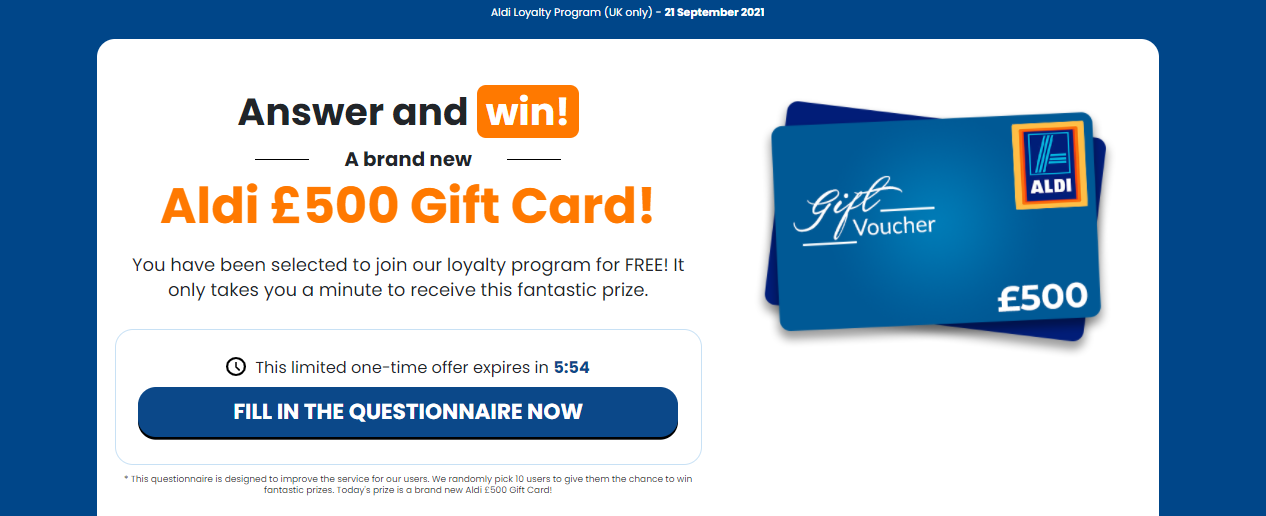 Aldi Loyalty Program (UK only) - 21 September 2021
Answer and win!
A brand new
Aldi £500 Gift Card!
You have been selected to join our loyalty program for FREE! It
only takes you a minute to receive this fantastic prize.
This limited one-time offer expires in 5:54
FILL IN THE QUESTIONNAIRE NOW
* This questionnaire is designed to improve the service for our users. We randomly pick 10 users to give them the chance to win
fantastic prizes. Today's prize is a brand new Aldi £500 Gift Card!
ALDI
Gift
Voucher
£500